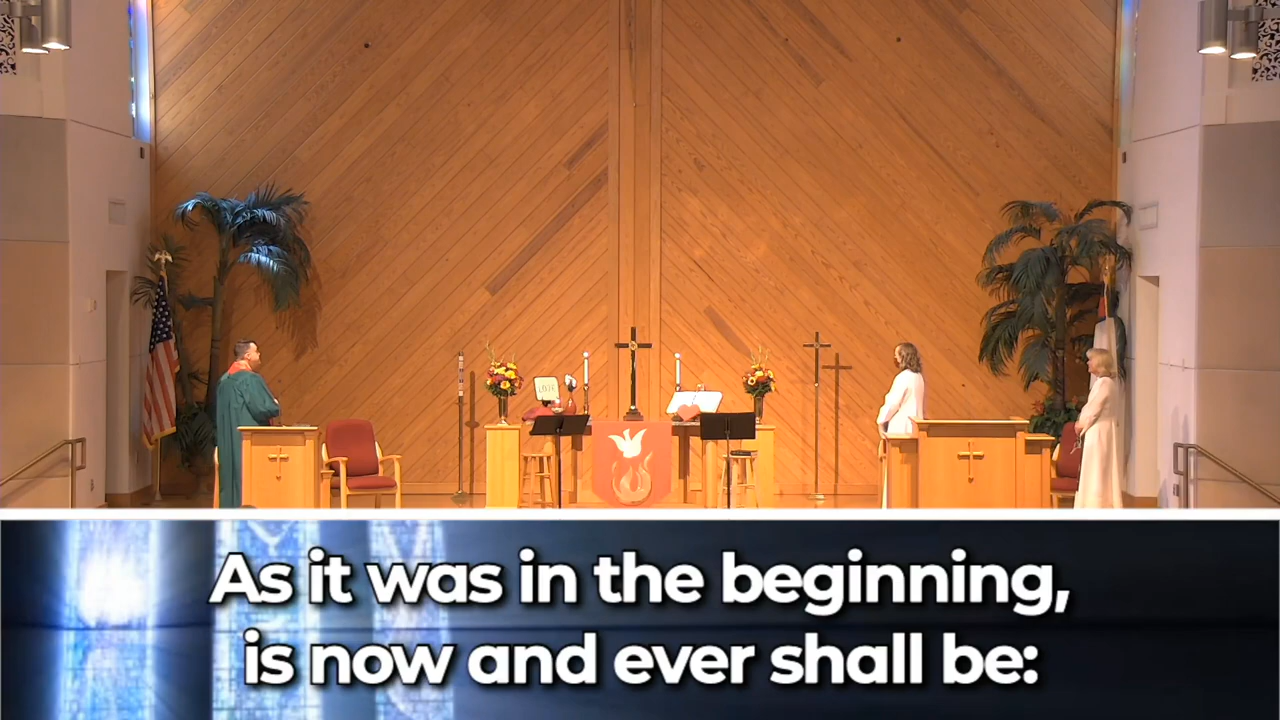 As it was in the beginning,
is now and ever shall be: